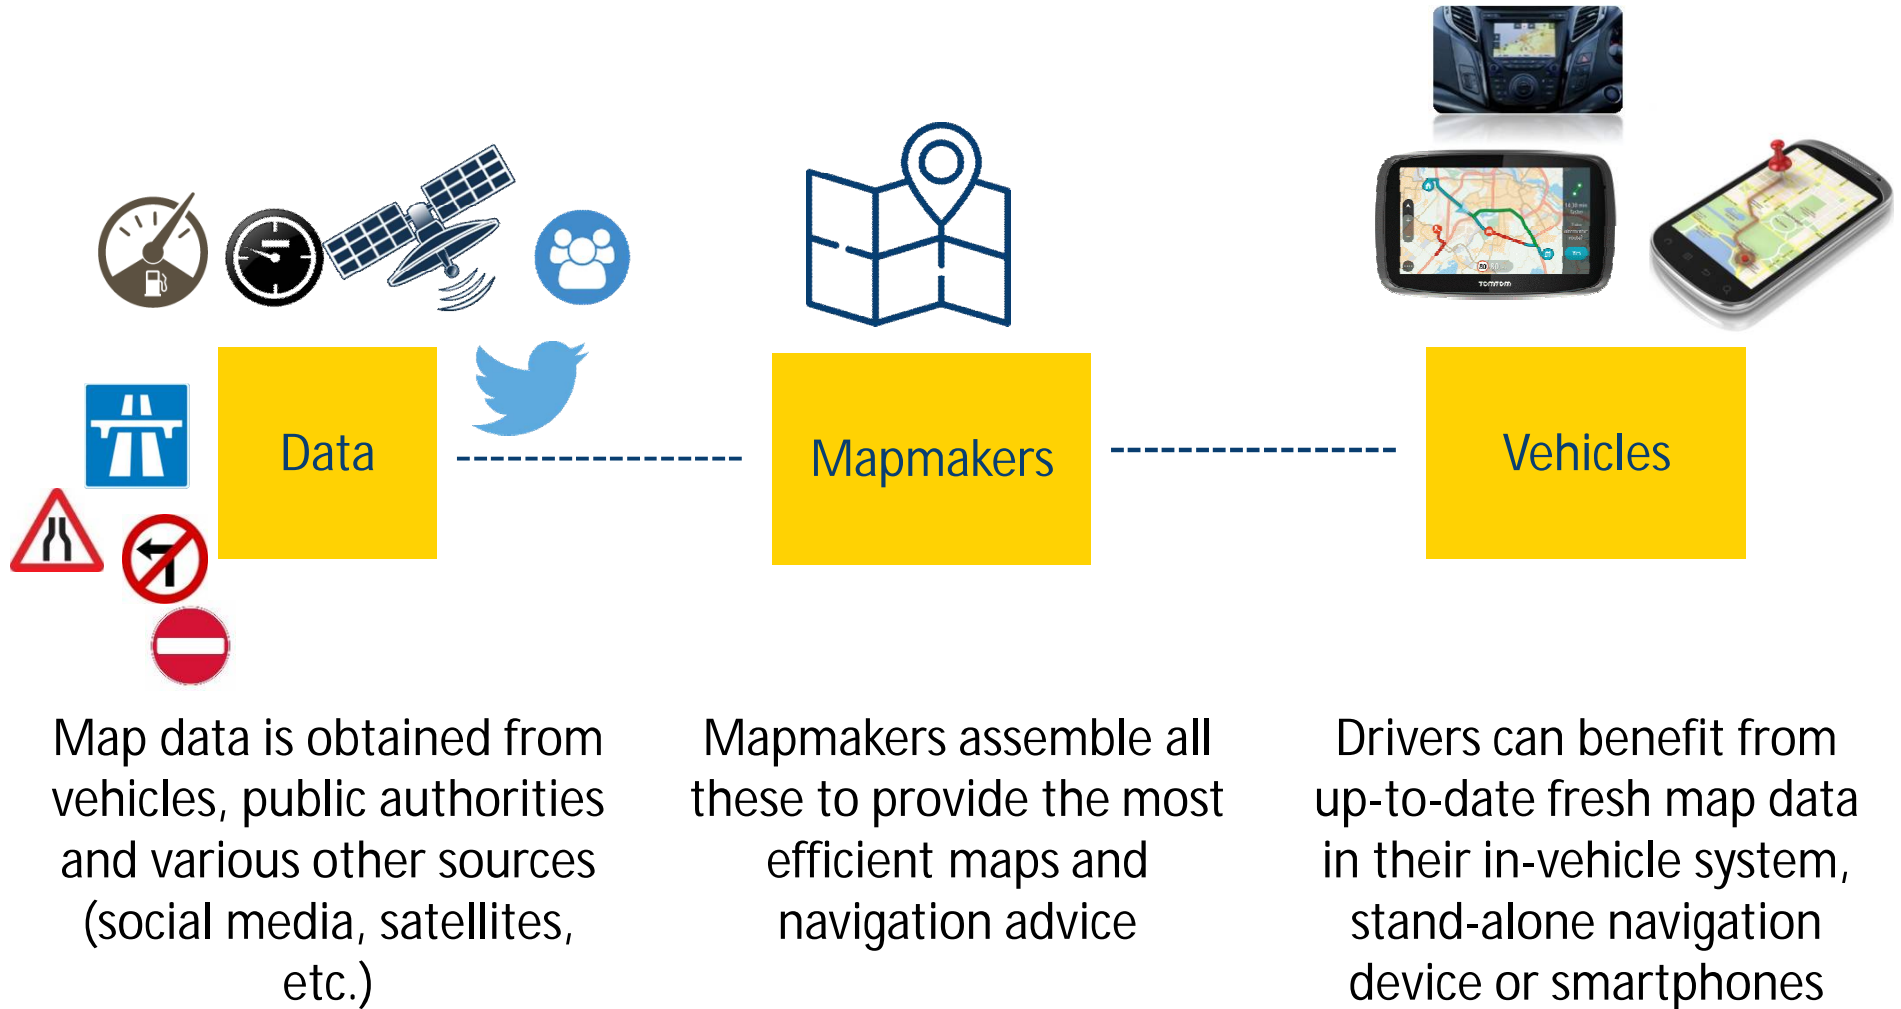 TOMTOM
Data
Mapmakers
Vehicles
Map data is obtained from
vehicles, public authorities
and various other sources
(social media, satellites,
etc.)
Mapmakers assemble all
these to provide the most
efficient maps and
navigation advice
Drivers can benefit from
up-to-date fresh map data
in their in-vehicle system,
stand-alone navigation
device or smartphones